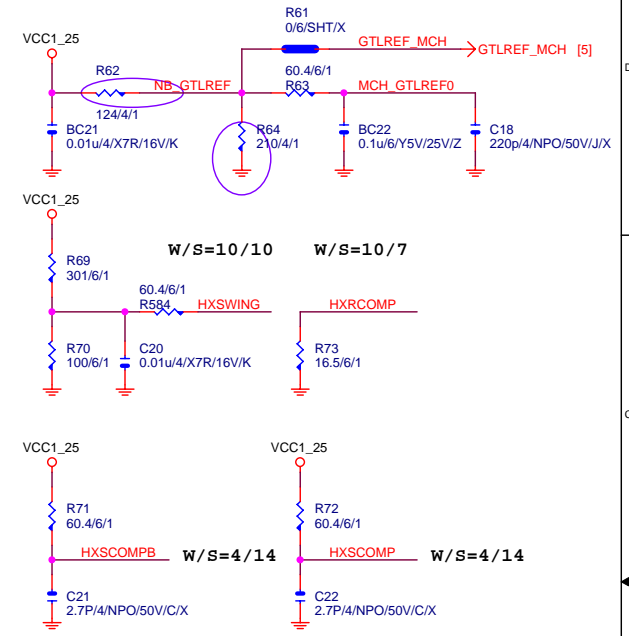 R61
0/6/SHT/X
VCC1_25
GTLREF_MCH
GTLREF_MCH [5]
R62
NB_GTLREF
124/4/1
60.4/6/1
R63
MCH_GTLREF0
BC21
0.01u/4/X7R/16V/K
R64
210/4/1
BC22
0.1u/6/Y5V/25V/Z
C18
220p/4/NPO/50V/J/X
D
VCC1_25
W/S=10/10
W/S=10/7
R69
301/6/1
60.4/6/1
R584
HXSWING
HXRCOMP
R70
100/6/1
C20
0.01u/4/X7R/16V/K
R73
16.5/6/1
C
VCC1_25
VCC1_25
R71
60.4/6/1
R72
60.4/6/1
HXSCOMPB
W/S=4/14
HXSCOMP
W/S=4/14
C21
2.7P/4/NPO/50V/C/X
C22
2.7P/4/NPO/50V/C/X